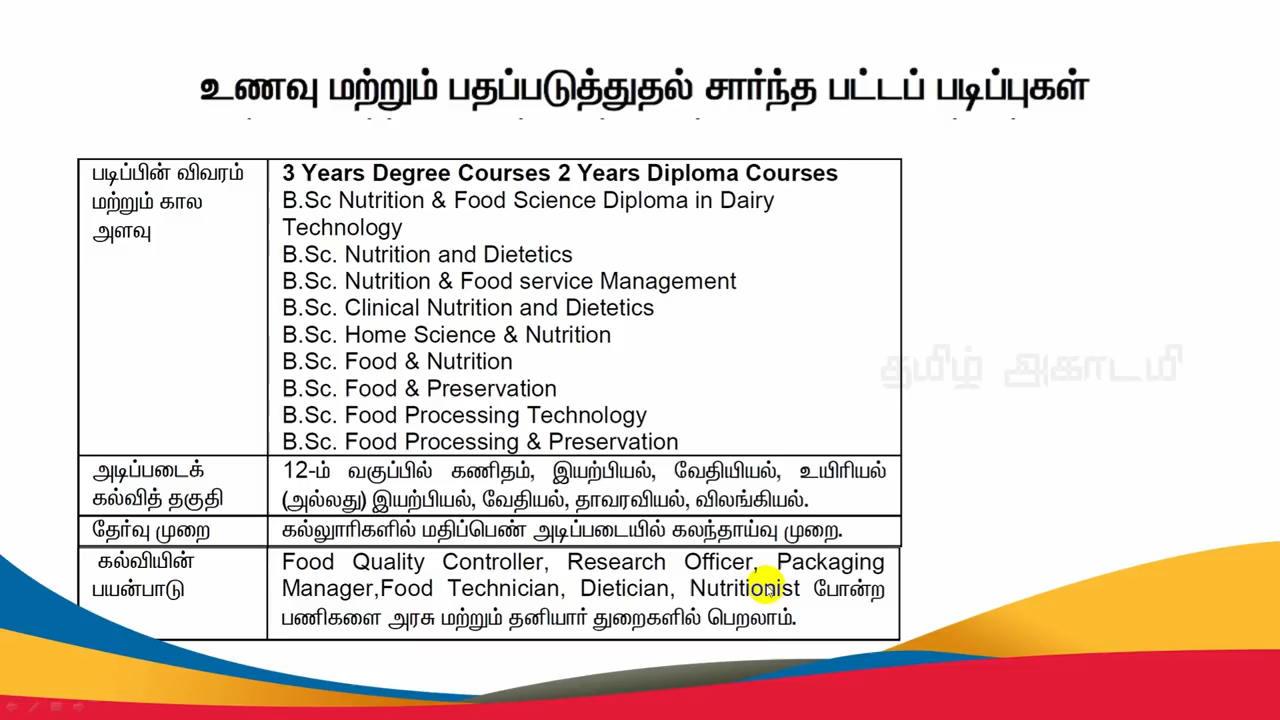 உணவு மற்றும் பதப்படுத்துதல் சார்ந்த பட்டப் படிப்புகள்
படிப்பின் விவரம்
மற்றும் கால
அளவு
3 Years Degree Courses 2 Years Diploma Courses
B.Sc Nutrition & Food Science Diploma in Dairy
Technology
B.Sc. Nutrition and Dietetics
B.Sc. Nutrition & Food service Management
B.Sc. Clinical Nutrition and Dietetics
B.Sc. Home Science & Nutrition
B.Sc. Food & Nutrition
B.Sc. Food & Preservation
B.Sc. Food Processing Technology
B.Sc. Food Processing & Preservation
தமிழ் அகாடமி
அடிப்படைக்
கல்வித் தகுதி
12-ம் வகுப்பில் கணிதம், இயற்பியல், வேதியியல், உயிரியல்
(அல்லது) இயற்பியல், வேதியல், தாவரவியல், விலங்கியல்.
தேர்வு முறை
கல்லூரிகளில் மதிப்பெண் அடிப்படையில் கலந்தாய்வு முறை.
கல்வியின்
பயன்பாடு
Food Quality Controller, Research Officer, Packaging
Manager,Food Technician, Dietician, Nutritionist போன்ற
பணிகளை அரசு மற்றும் தனியார் துறைகளில் பெறலாம்.